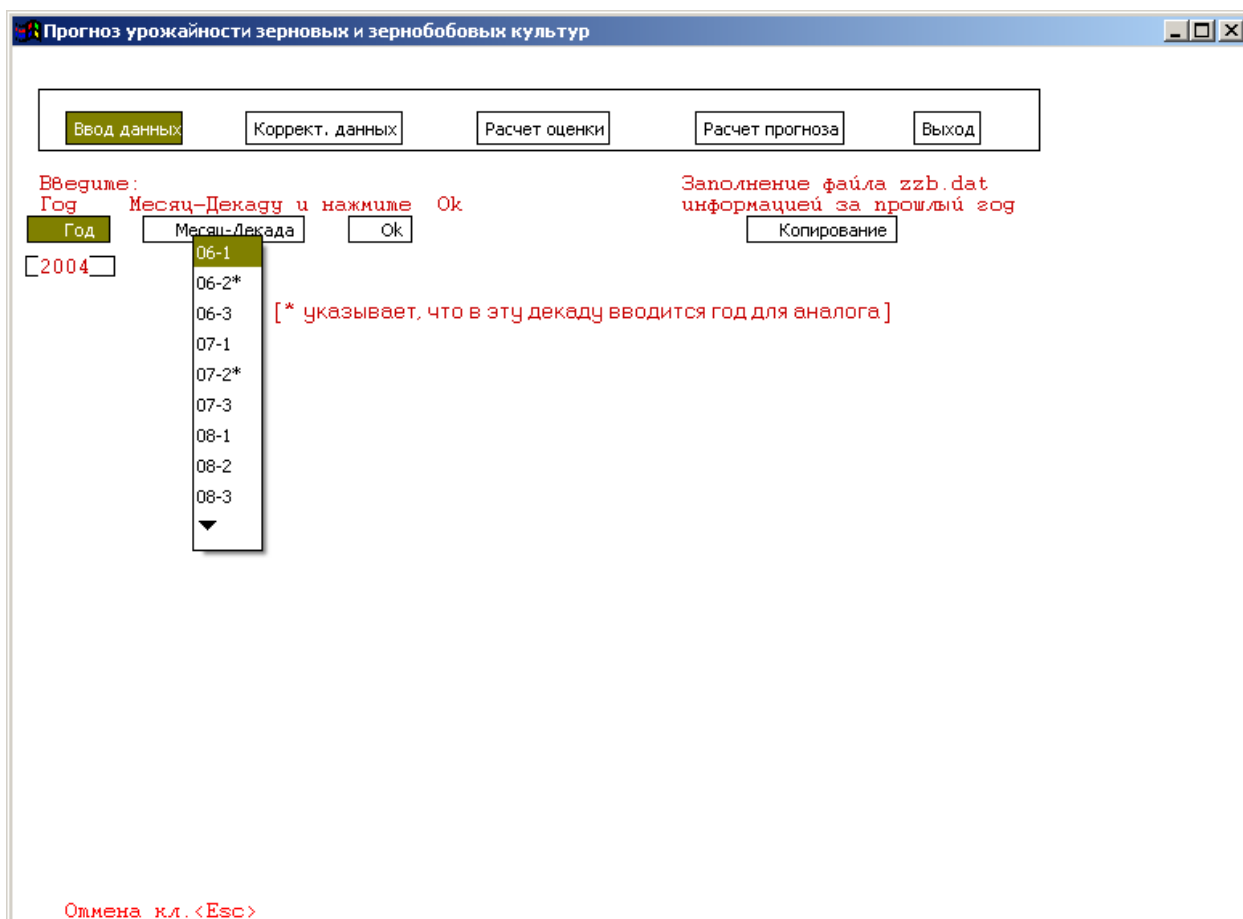 Прогноз урожайности зерновых и зернобобовых культур
Ввод данных Коррект. данных Расчет оценки Расчет прогноза Выход
Введите:
Год Месяц-Декаду и нажмите Ok
Заполнение файла zzb.dat
информацией за прошлый год
Год Месяц-Декада Ok Копирование
2004
06-1
06-2*
06-3
[* указывает, что в эту декаду вводится год для аналога]
07-1
07-2*
07-3
08-1
08-2
08-3
Отмена кл.<Esc>